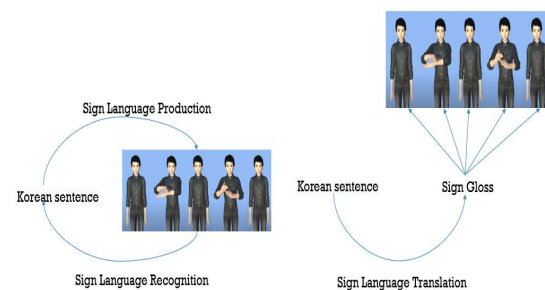 Sign Language Production
Korean sentence
Sign Language Recognition
Korean sentence
Sign Gloss
Sign Language Translation